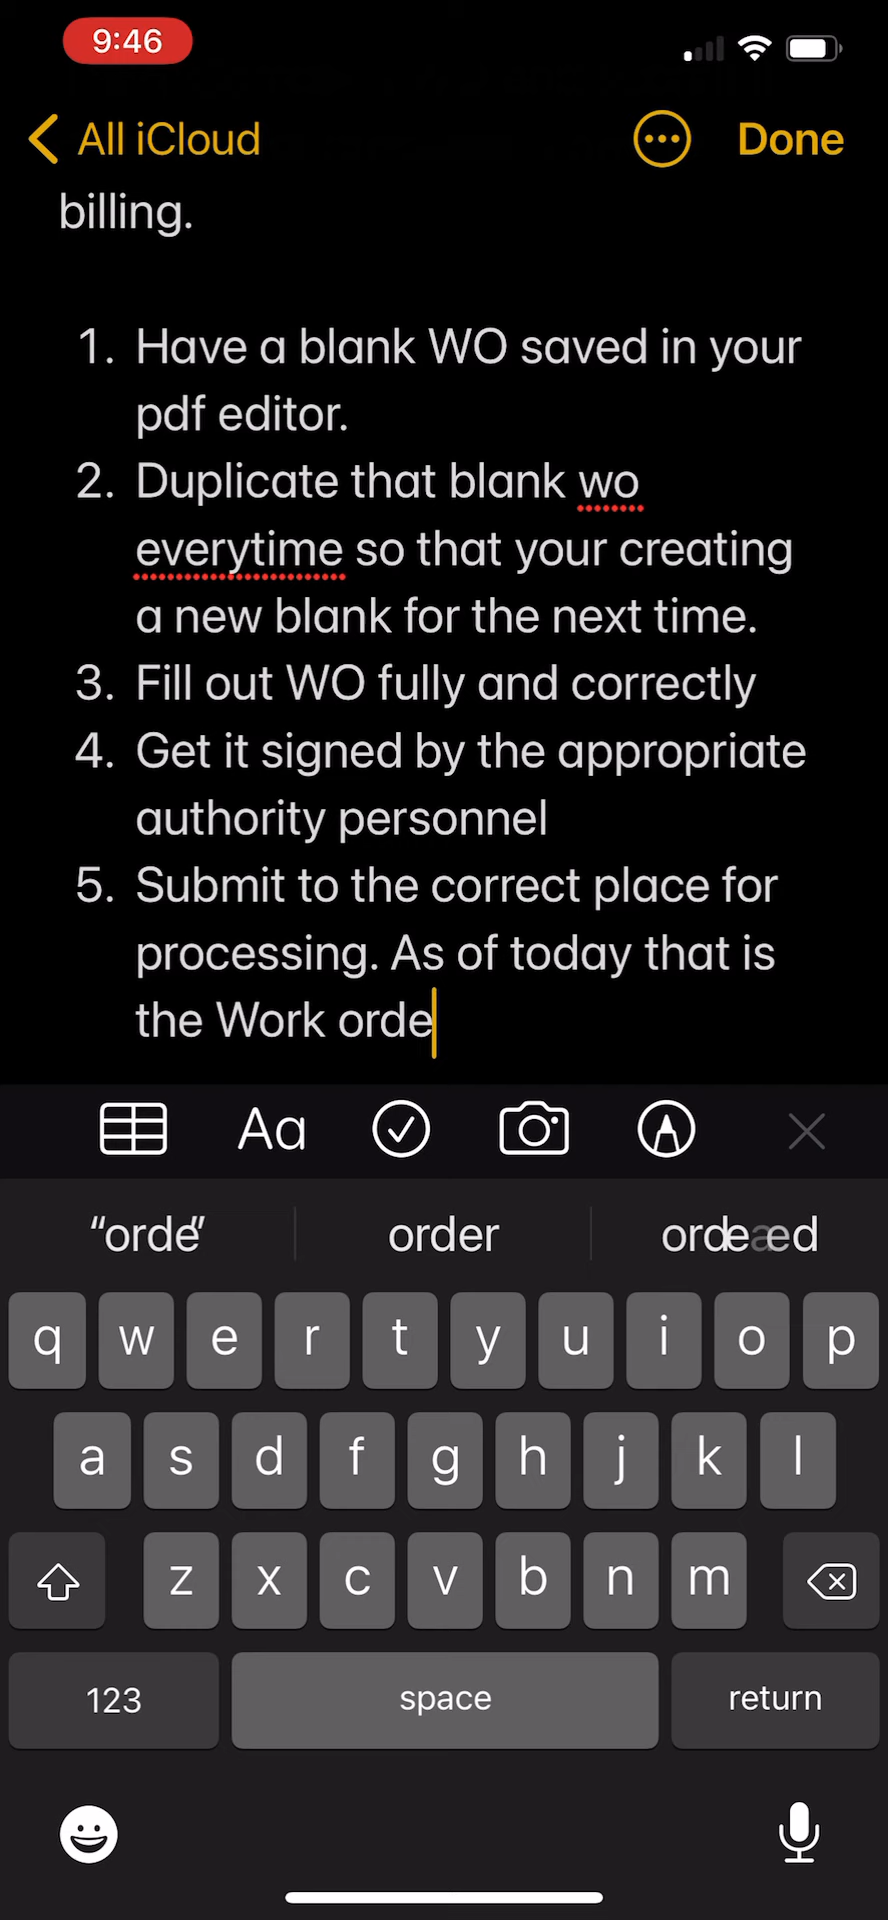 9:46
All iCloud
Done
billing.
1. Have a blank WO saved in your
pdf editor.
2. Duplicate that blank wo
everytime so that your creating
a new blank for the next time.
3. Fill out WO fully and correctly
4. Get it signed by the appropriate
authority personnel
5. Submit to the correct place for
processing. As of today that is
the Work orde
Aa
“orde” order
q w e r t y u i o p
a s d f g h j k l
z x c v b n m
123 space return